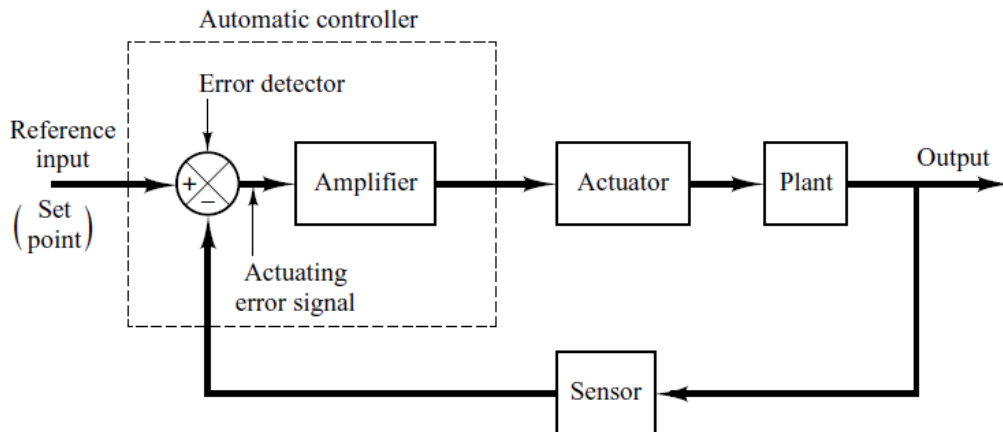 Automatic controller
Error detector
Reference
input
( Set
point )
+
−
Amplifier
Actuator
Plant
Output
Actuating
error signal
Sensor